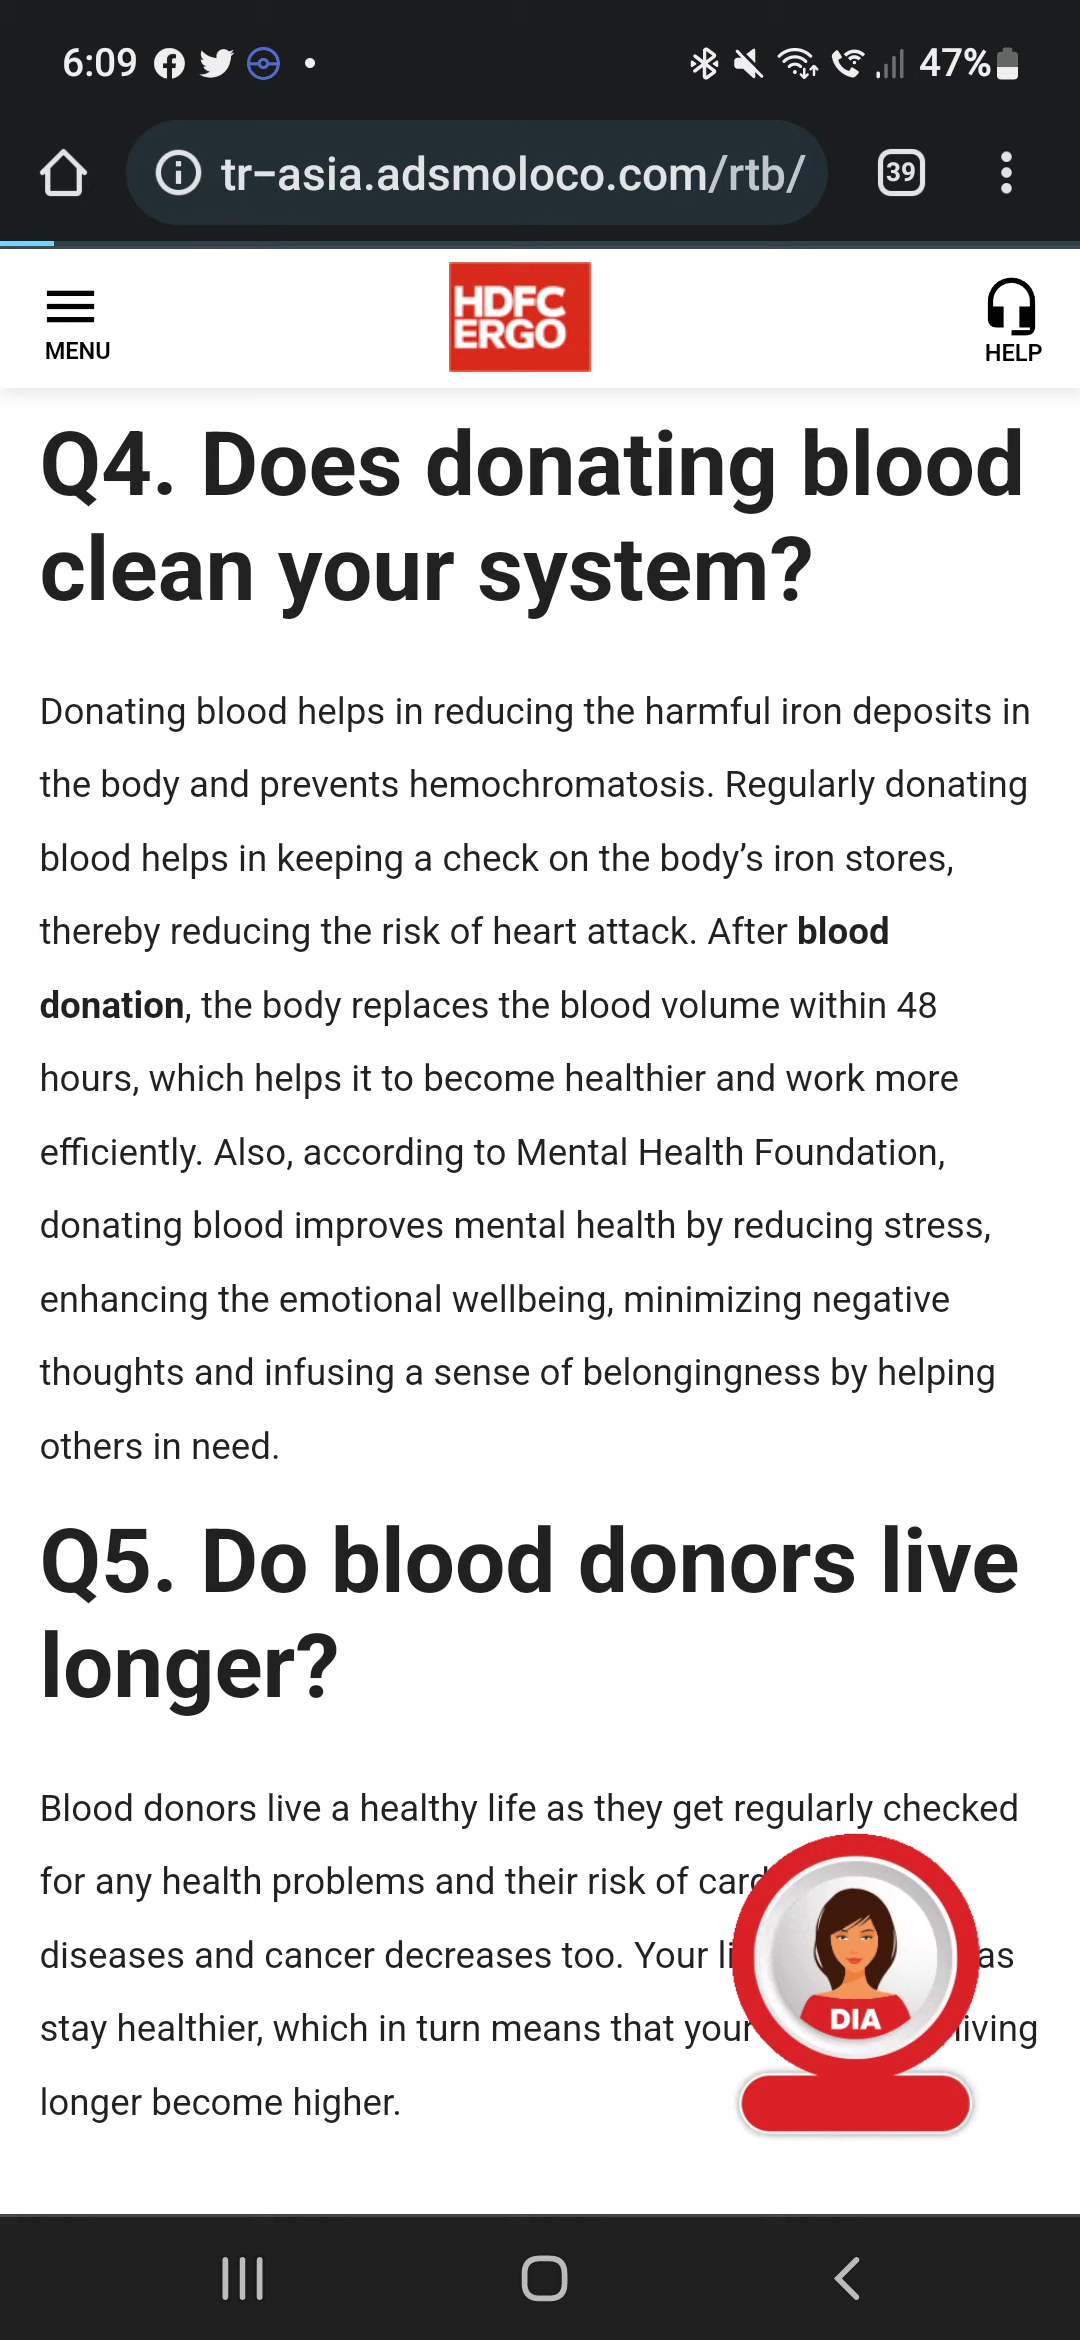 6:09
47%
tr-asia.adsmoloco.com/rtb/
39
MENU
HDFC
ERGO
HELP
Q4. Does donating blood
clean your system?
Donating blood helps in reducing the harmful iron deposits in
the body and prevents hemochromatosis. Regularly donating
blood helps in keeping a check on the body’s iron stores,
thereby reducing the risk of heart attack. After blood
donation, the body replaces the blood volume within 48
hours, which helps it to become healthier and work more
efficiently. Also, according to Mental Health Foundation,
donating blood improves mental health by reducing stress,
enhancing the emotional wellbeing, minimizing negative
thoughts and infusing a sense of belongingness by helping
others in need.
Q5. Do blood donors live
longer?
Blood donors live a healthy life as they get regularly checked
for any health problems and their risk of
diseases and cancer decreases too. Your as
stay healthier, which in turn means that your living
longer become higher.
DIA